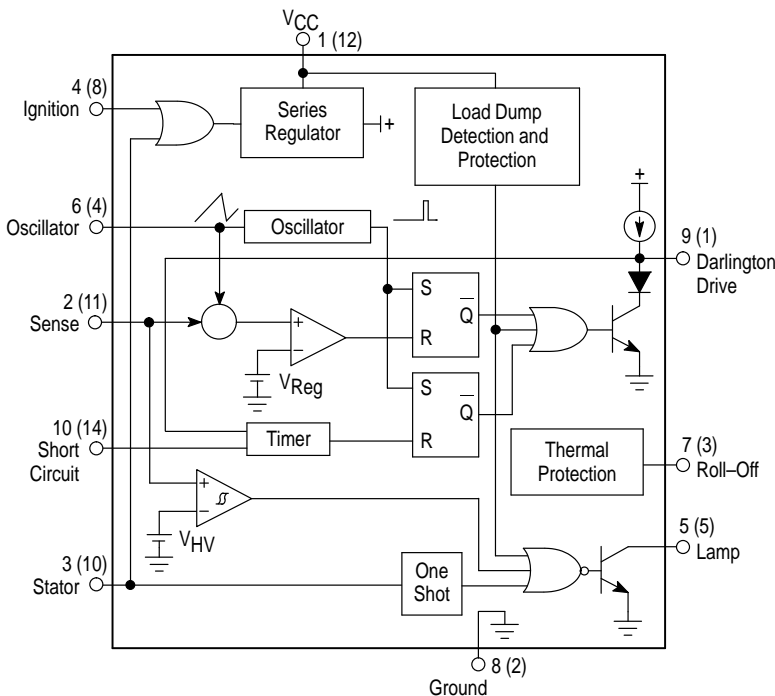 VCC
1 (12)
4 (8)
Ignition
Series
Regulator
+
Load Dump
Detection and
Protection
+
6 (4)
Oscillator
Oscillator
9 (1)
Darlington
Drive
2 (11)
Sense
+
–
VReg
S
R
Q
S
R
Q
10 (14)
Short
Circuit
Timer
Thermal
Protection
7 (3)
Roll–Off
+
–
VHV
5 (5)
Lamp
3 (10)
Stator
One
Shot
8 (2)
Ground